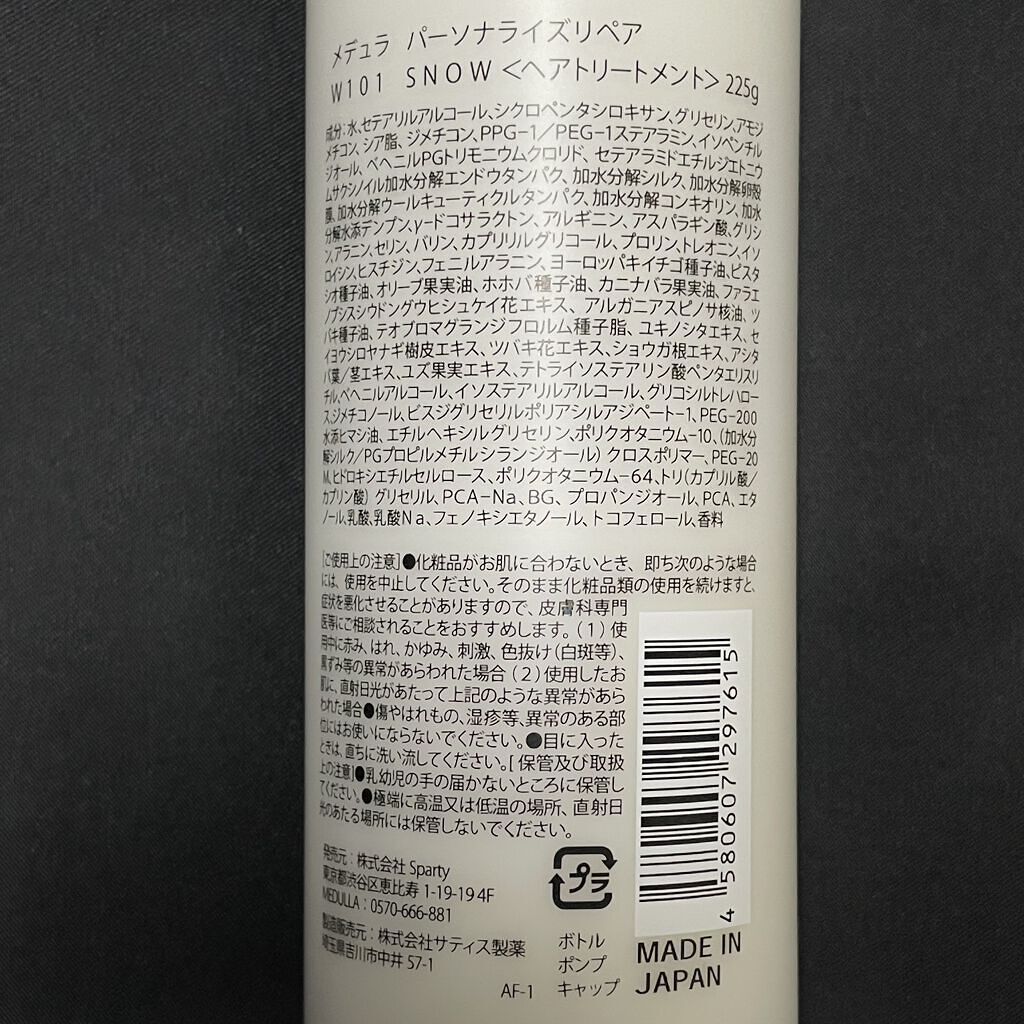 メデュラ パーソナライズリペア
W101 SNOW <ヘアトリートメント> 225g
成分：水、セテアリルアルコール、シクロペンタシロキサン、グリセリン、アモジ
メチコン、シア脂、ジメチコン、PPG-1／PEG-1ステアラミン、イソペンチル
ジオール、ベヘニルPGトリモニウムクロリド、セテアラミドエチルジエトニウ
ムサクシノイル加水分解エンドウタンパク、加水分解シルク、加水分解卵殻
膜、加水分解ウールキューティクルタンパク、加水分解コンキオリン、加水
分解水添デンプン、γ-ドコサラクトン、アルギニン、アスパラギン酸、グリシ
ン、アラニン、セリン、バリン、カプリリルグリコール、プロリン、トレオニン、イソ
ロイシン、ヒスチジン、フェニルアラニン、ヨーロッパキイチゴ種子油、ピスタ
シオ種子油、オリーブ果実油、ホホバ種子油、カニナバラ果実油、ファラエ
ノプシスシウドングウヒシュケイ花エキス、アルガニアスピノサ核油、ツ
バキ種子油、テオブロマグランジフロルム種子脂、ユキノシタエキス、セ
イヨウシロヤナギ樹皮エキス、ツバキ花エキス、ショウガ根エキス、アシタ
バ葉/茎エキス、ユズ果実エキス、テトライソステアリン酸ペンタエリスリ
チル、ベヘニルアルコール、イソステアリルアルコール、グリコシルトレハロー
ス、ジメチコノール、ビスジグリセリルポリアシルアジペート-1、PEG-200
水添ヒマシ油、エチルヘキシルグリセリン、ポリクオタニウム-10、(加水分
解シルク/PGプロピルメチルシランジオール) クロスポリマー、PEG-20
M、ヒドロキシエチルセルロース、ポリクオタニウム-64、トリ(カプリル酸/
カプリン酸) グリセリル、PCA-Na、BG、プロパンジオール、PCA、エタ
ノール、乳酸、乳酸Na、フェノキシエタノール、トコフェロール、香料
[ご使用上の注意]●化粧品がお肌に合わないとき、即ち次のような場合
には、使用を中止してください。そのまま化粧品類の使用を続けますと、
症状を悪化させることがありますので、皮膚科専門
医等にご相談されることをおすすめします。(1) 使
用中に赤み、はれ、かゆみ、刺激、色抜け(白斑等)、
黒ずみ等の異常があらわれた場合 (2) 使用したお
肌に、直射日光があたって上記のような異常があら
われた場合●傷やはれもの、湿疹等、異常のある部
位にはお使いにならないでください。●目に入った
ときは、直ちに洗い流してください。[保管及び取扱
上の注意]●乳幼児の手の届かないところに保管し
てください。●極端に高温又は低温の場所、直射日
光のあたる場所には保管しないでください。
発売元：株式会社 Sparty
東京都渋谷区恵比寿 1-19-19 4F
MEDULLA：0570-666-881
製造販売元：株式会社サティス製薬
埼玉県吉川市中井 57-1
AF-1
プラ
ボトル
ポンプ
キャップ
4 580607 297615
MADE IN
JAPAN